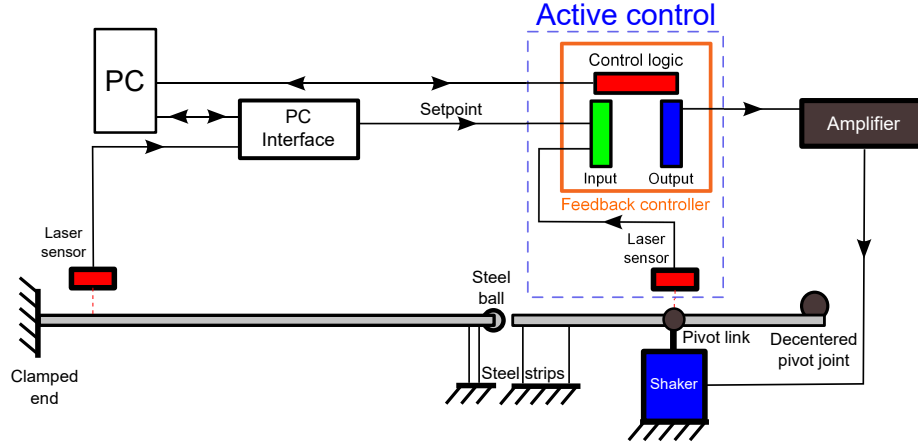 Active control
Control logic
PC
PC
Interface
Setpoint
Amplifier
Input
Output
Feedback controller
Laser
sensor
Laser
sensor
Steel
ball
Pivot link
Decentered
pivot joint
Clamped
end
Steel strips
Shaker